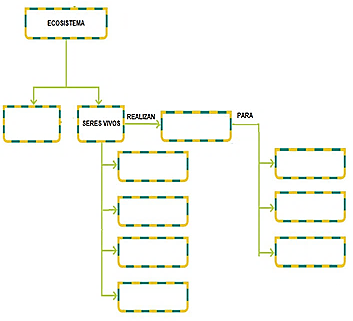 ECOSISTEMA
SERES VIVOS
REALIZAN
PARA